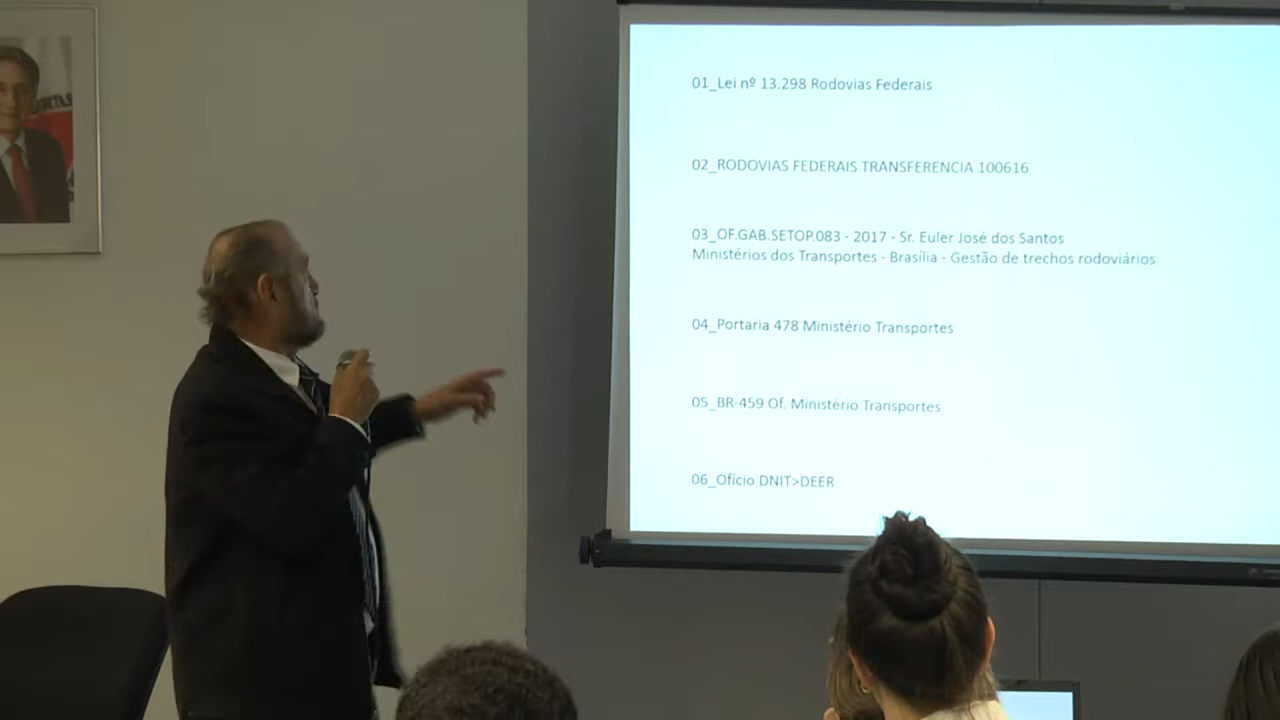 01_Lei nº 13.298 Rodovias Federais
02_RODOVIAS FEDERAIS TRANSFERENCIA 100616
03_OF.GAB.SETOP.083 - 2017 - Sr. Euler José dos Santos
Ministérios dos Transportes - Brasília - Gestão de trechos rodoviários
04_Portaria 478 Ministério Transportes
05_BR-459 Of. Ministério Transportes
06_Ofício DNIT>DEER